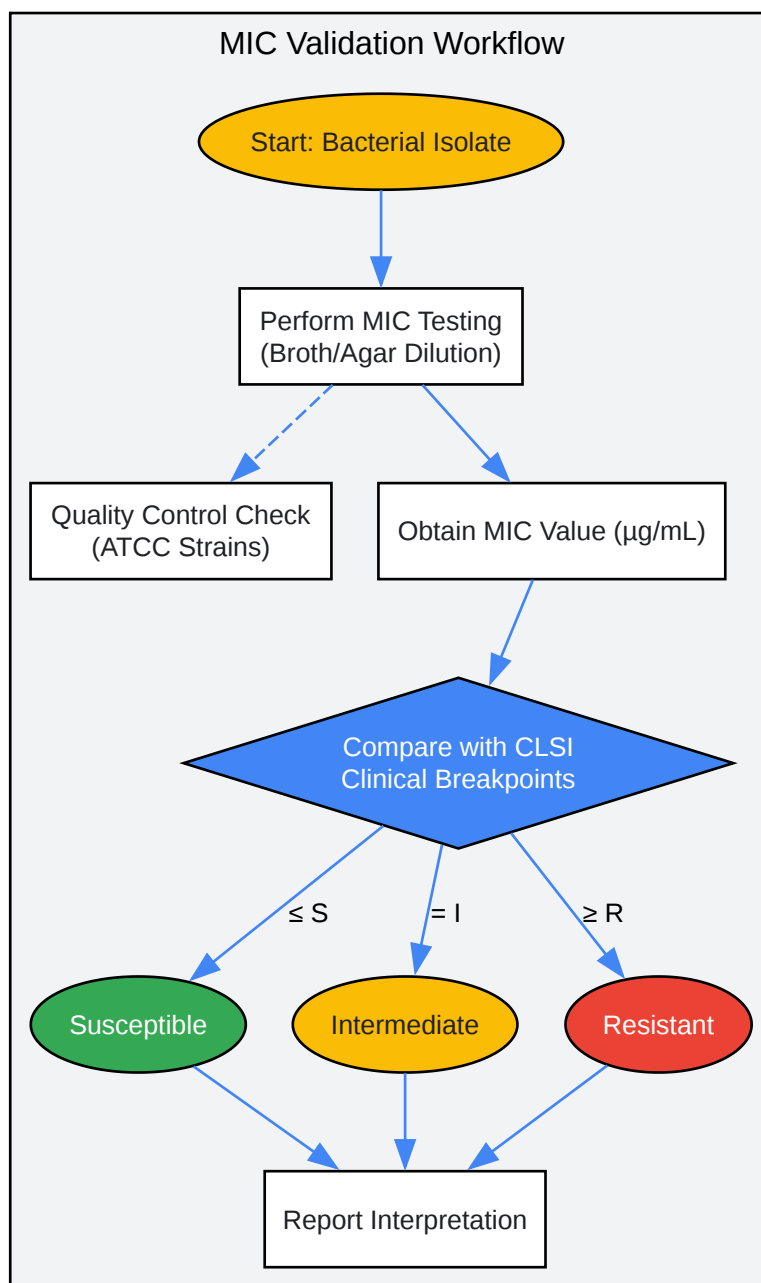 MIC Validation Workflow
Start: Bacterial Isolate
Perform MIC Testing
(Broth/Agar Dilution)
Quality Control Check
(ATCC Strains)
Obtain MIC Value (µg/mL)
Compare with CLSI
Clinical Breakpoints
≤ S
= I
≥ R
Susceptible
Intermediate
Resistant
Report Interpretation